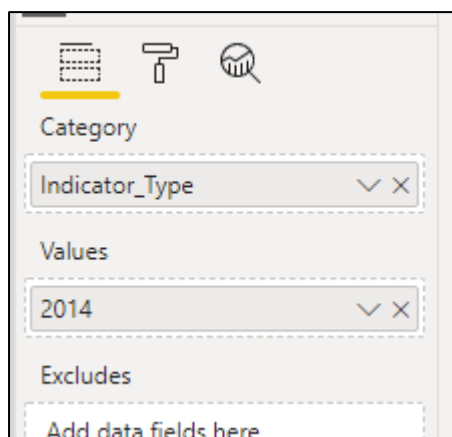 Category
Indicator_Type
Values
2014
Excludes
Add data fields here